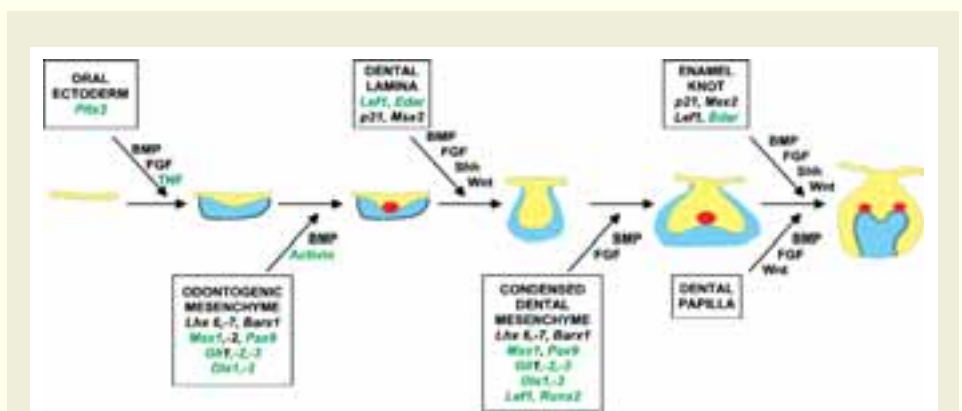 ORAL
ECTODERM
Pitx2
BMP
FGF
TNF
DENTAL
LAMINA
Lef1, Edar
p21, Msx2
BMP
FGF
Shh
Wnt
ENAMEL
KNOT
p21, Msx2
Lef1, Edar
BMP
FGF
Shh
Wnt
BMP
Activin
ODONTOGENIC
MESENCHYME
Lhx 6,-7, Barx1
Msx1,-2, Pax9
Gli1,-2,-3
Dlx1,-2
BMP
FGF
CONDENSED
DENTAL
MESENCHYME
Lhx 6,-7, Barx1
Msx1, Pax9
Gli1,-2,-3
Dlx1,-2
Lef1, Runx2
BMP
FGF
Wnt
DENTAL
PAPILLA